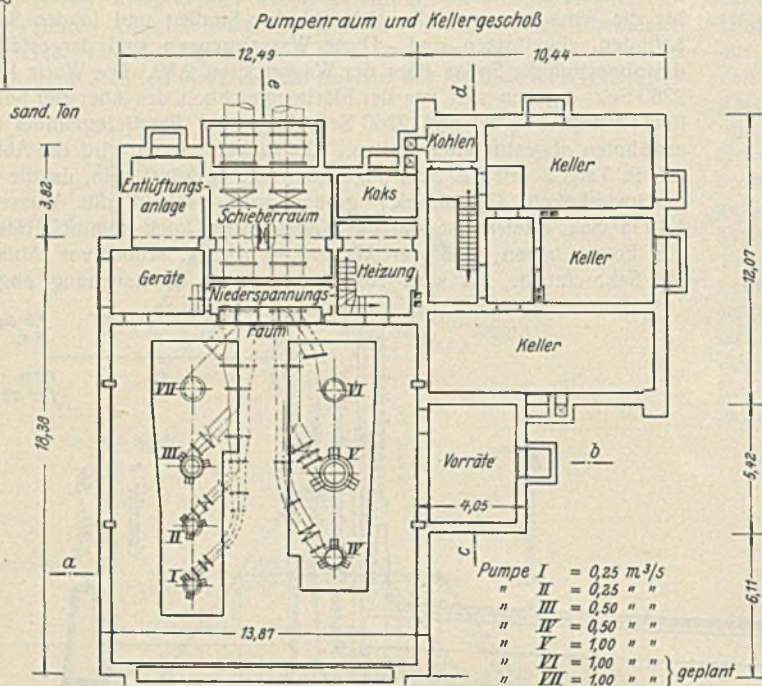 sand. Ton
Pumpenraum und Kellergeschoß
12,49
10,44
e
d
Kohlen
Keller
Entlüftungs-
anlage
Schieberraum
Koks
3,82
Keller
12,07
Geräte
Heizung
Niederspannungs-
raum
Keller
VII
VI
18,38
III
V
Vorräte
b
5,42
4,05
II
IV
c
a
I
Pumpe I = 0,25 m³/s
" II = 0,25 " "
" III = 0,50 " "
" IV = 0,50 " "
" V = 1,00 " "
" VI = 1,00 " "
" VII = 1,00 " "
geplant
6,11
13,87